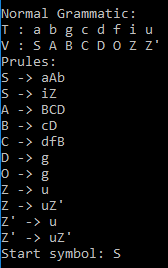 Normal Grammatic:
T : a b g c d f i u
V : S A B C D O Z Z'
Prules:
S -> aAb
S -> iZ
A -> BCD
B -> cD
C -> dfB
D -> g
O -> g
Z -> u
Z -> uZ'
Z' -> u
Z' -> uZ'
Start symbol: S